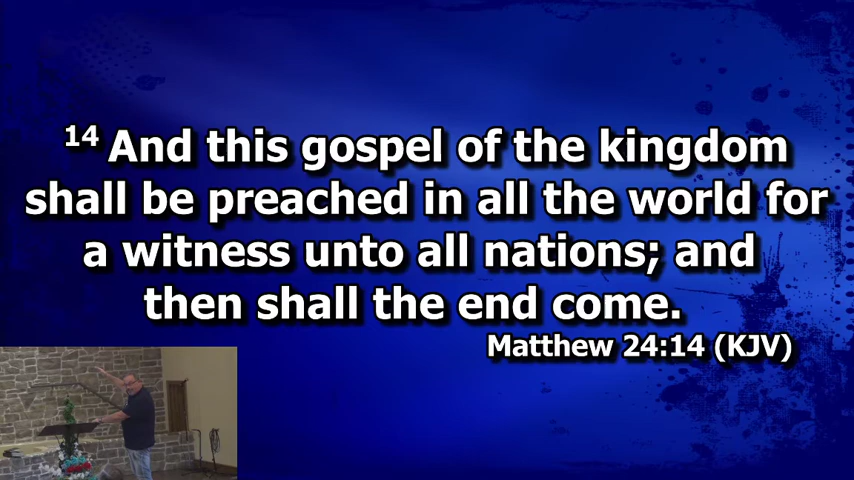 14 And this gospel of the kingdom
shall be preached in all the world for
a witness unto all nations; and
then shall the end come.
Matthew 24:14 (KJV)